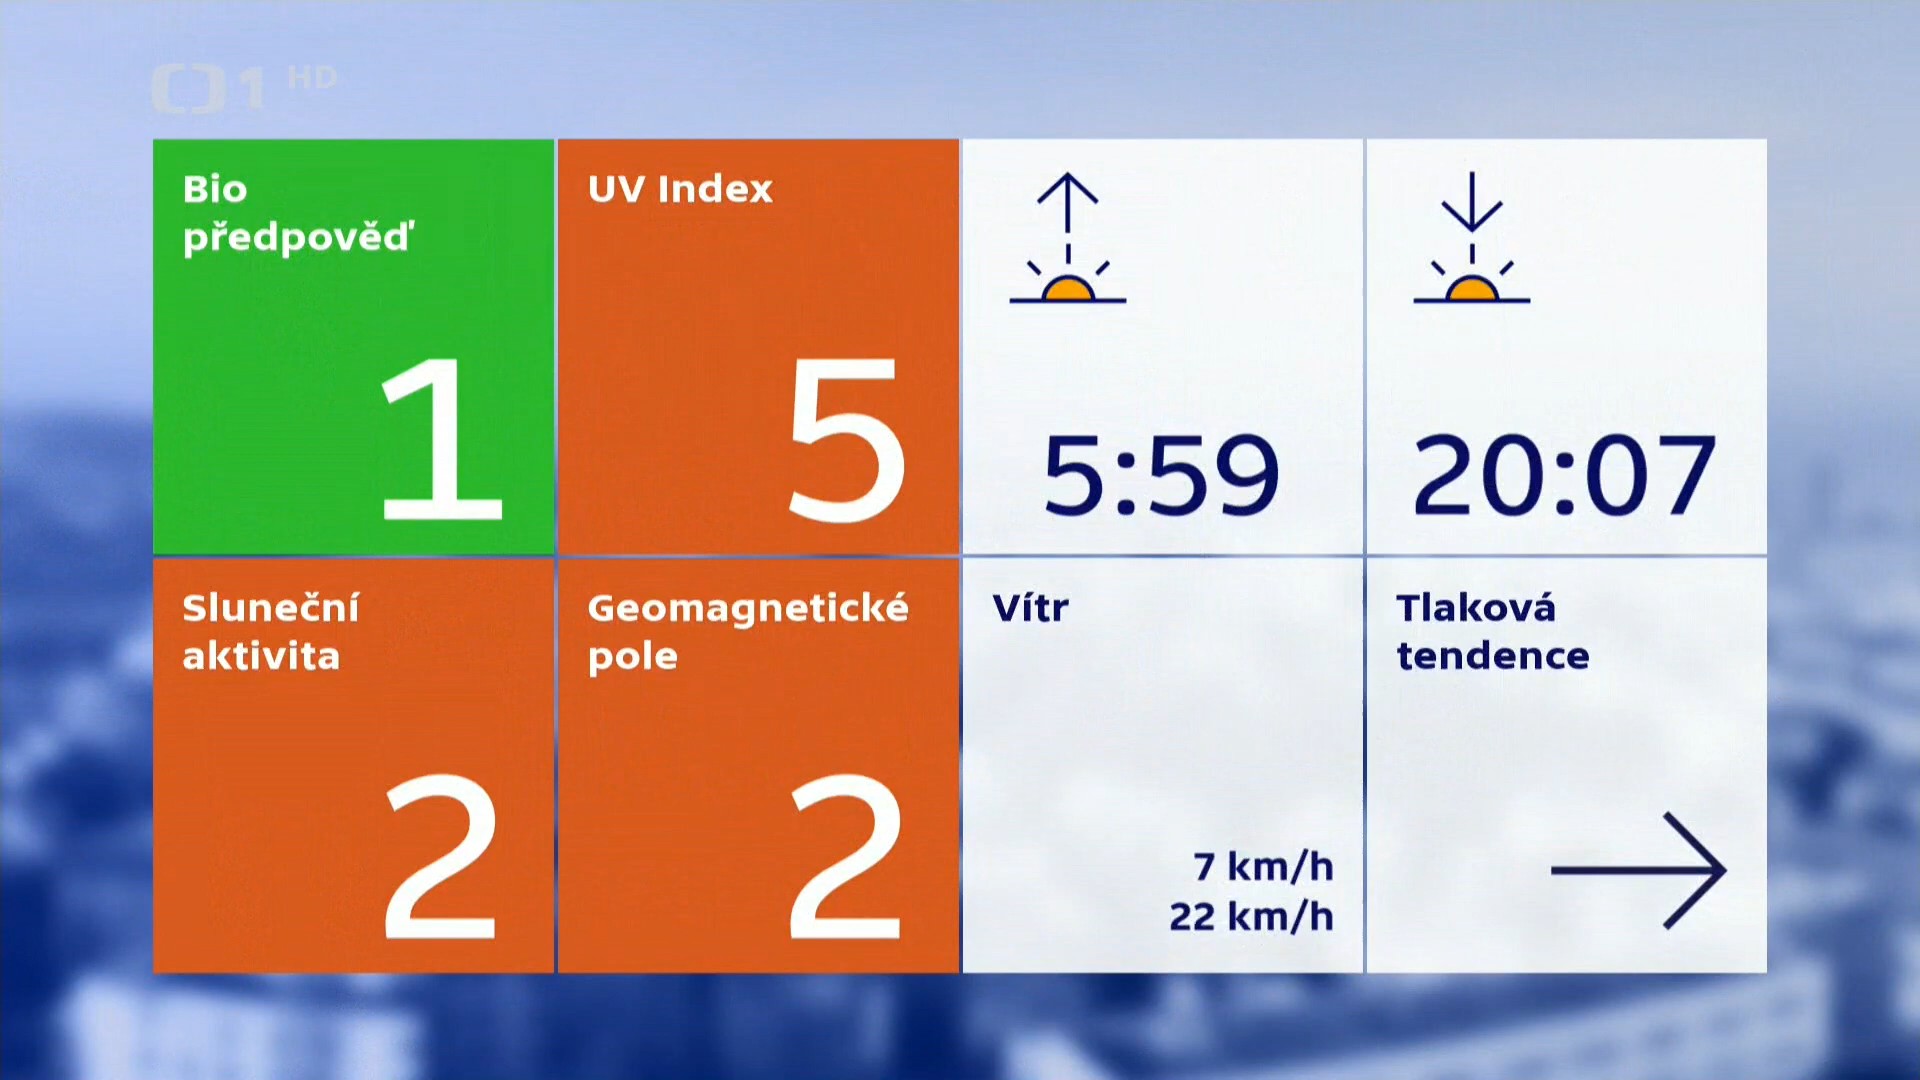 1 HD
Bio
předpověď
1
UV Index
5
5:59
20:07
Sluneční
aktivita
2
Geomagnetické
pole
2
Vítr
7 km/h
22 km/h
Tlaková
tendence